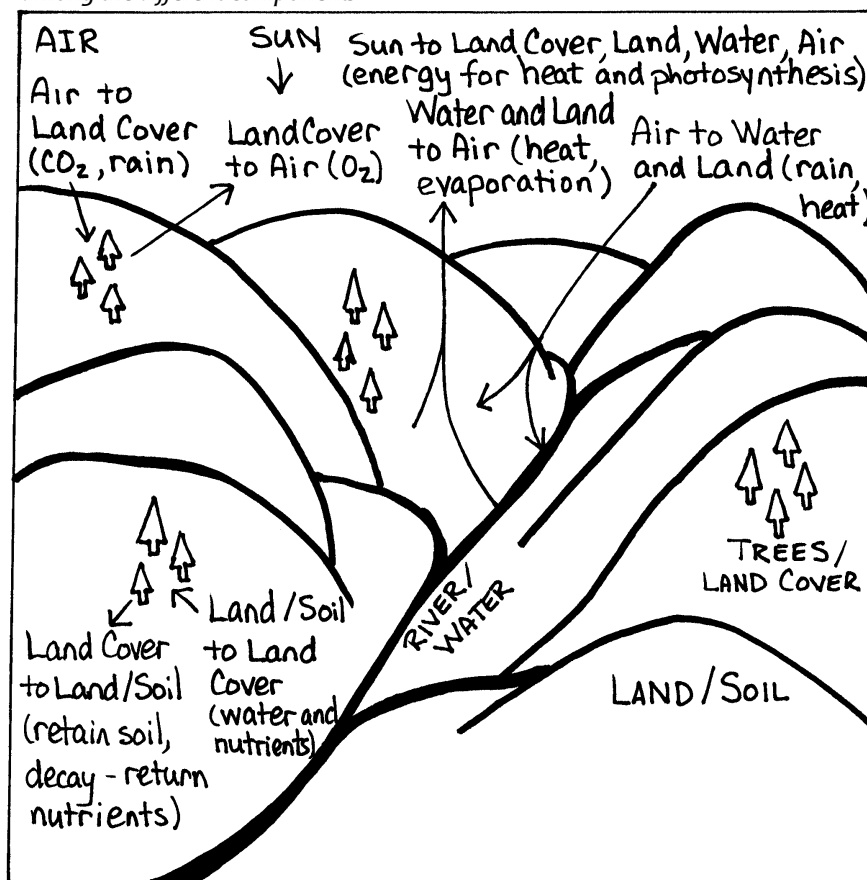 AIR
SUN
Sun to Land Cover, Land, Water, Air
(energy for heat and photosynthesis)
Air to
Land Cover
(CO₂, rain)
Land Cover
to Air (O₂)
Water and Land
to Air (heat,
evaporation)
Air to Water
and Land (rain,
heat)
TREES/
LAND COVER
RIVER/
WATER
LAND/SOIL
Land Cover
to Land/Soil
(retain soil,
decay - return
nutrients)
Land/Soil
to Land
Cover
(water and
nutrients)